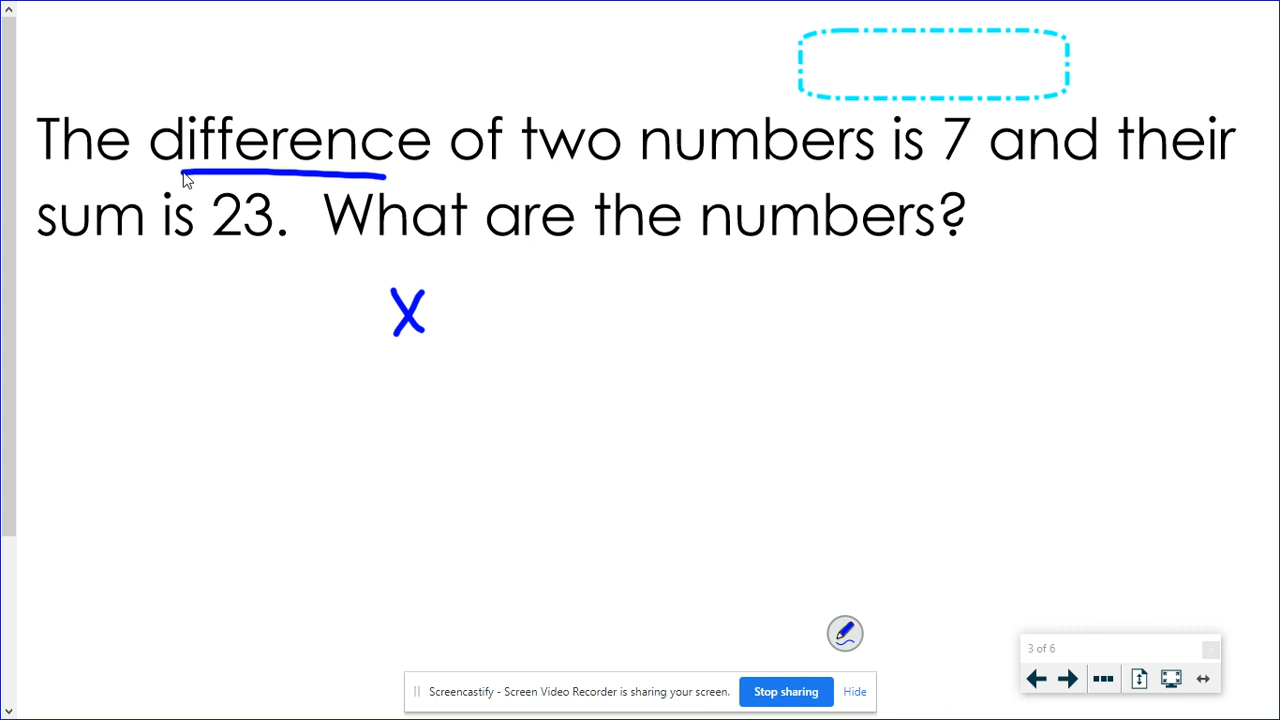 The difference of two numbers is 7 and their
sum is 23. What are the numbers?
x
3 of 6
Screencastify - Screen Video Recorder is sharing your screen. Stop sharing Hide